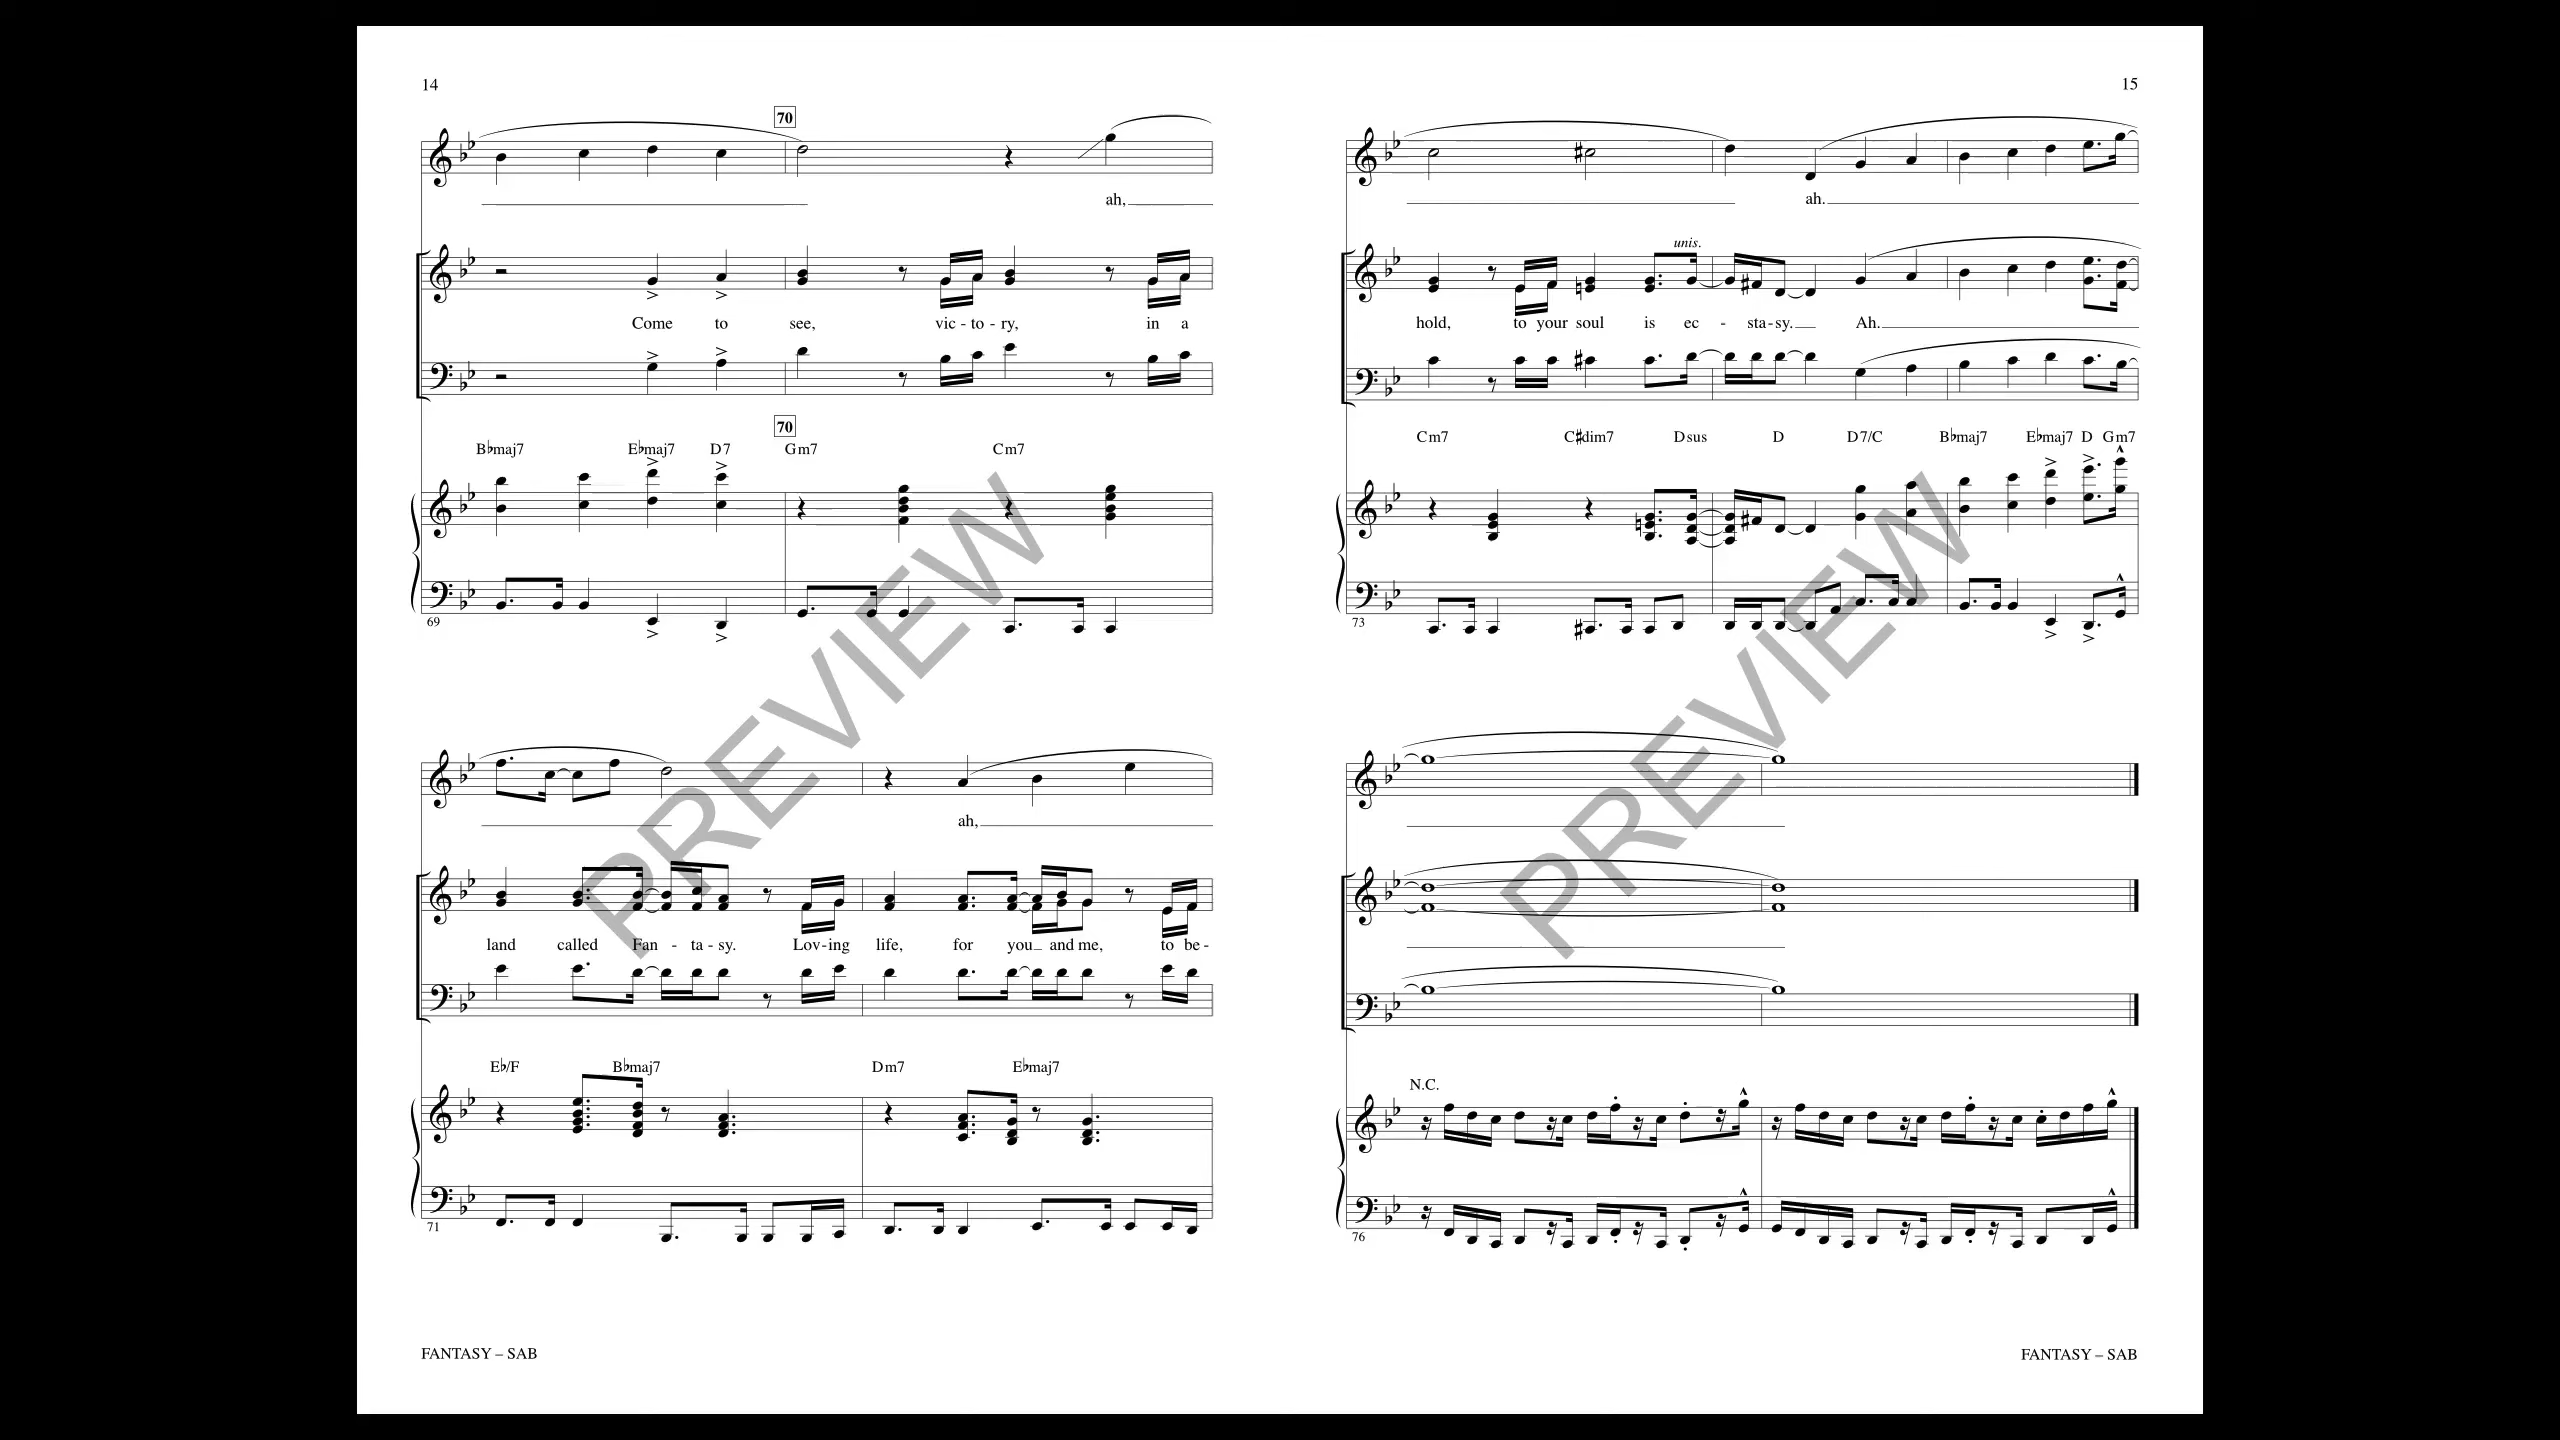 14
70
ah,
Come to see, vic - to - ry, in a
70
B♭maj7 E♭maj7 D7 Gm7 Cm7
69
ah,
land called Fan - ta - sy. Lov - ing life, for you and me, to be -
E♭/F B♭maj7 Dm7 E♭maj7
71
FANTASY – SAB
PREVIEW
15
ah.
unis.
hold, to your soul is ec - sta - sy. Ah.
Cm7 C♯dim7 Dsus D D7/C B♭maj7 E♭maj7 D Gm7
73
N.C.
76
FANTASY – SAB
PREVIEW